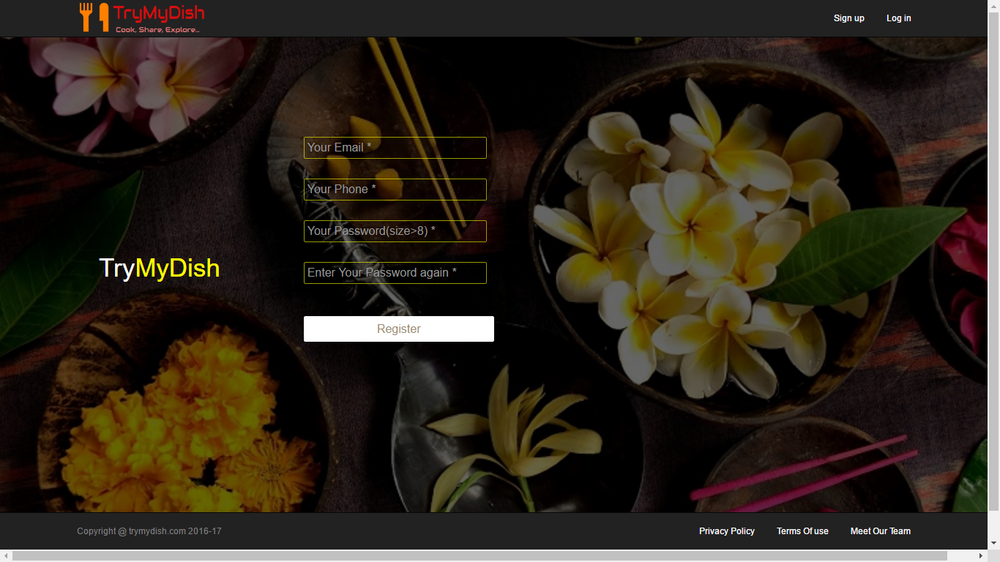 TryMyDish
Cook, Share, Explore...
Sign up
Log in
Your Email *
Your Phone *
Your Password(size>8) *
TryMyDish
Enter Your Password again *
Register
Copyright @ trymydish.com 2016-17
Privacy Policy
Terms Of use
Meet Our Team